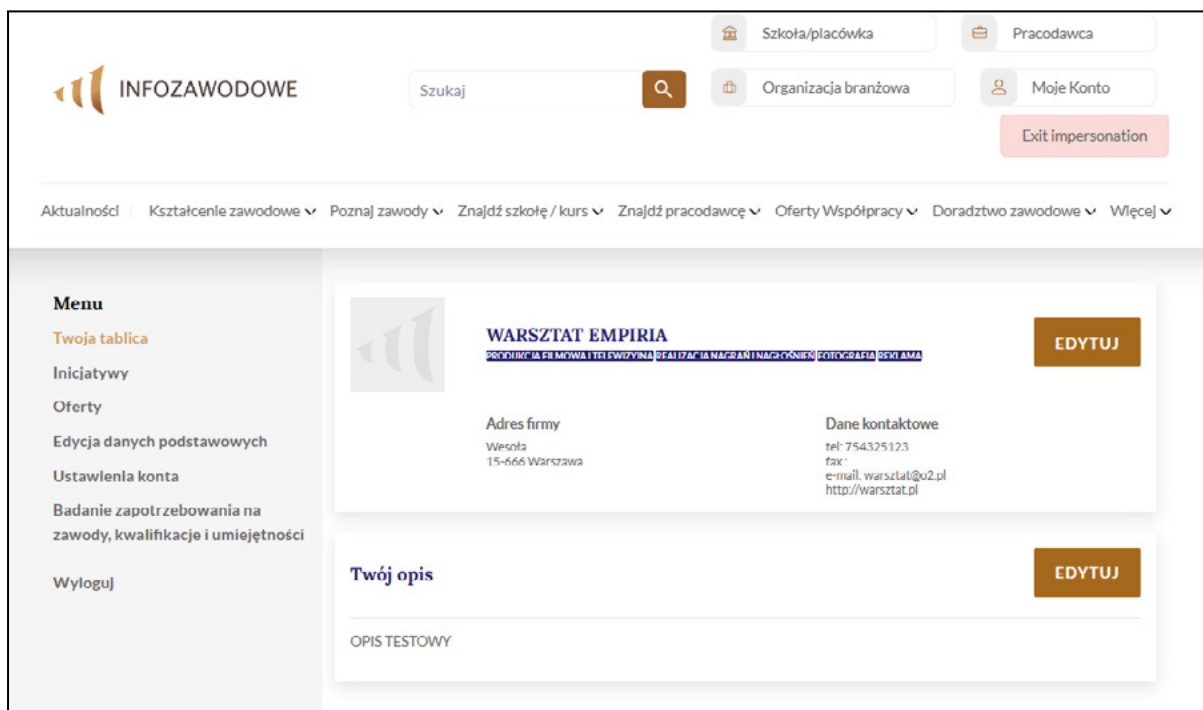 Szkoła/placówka
Pracodawca
INFOZAWODOWE
Szukaj
Organizacja branżowa
Moje Konto
Exit impersonation
Aktualności Kształcenie zawodowe Poznaj zawody Znajdź szkołę / kurs Znajdź pracodawcę Oferty Współpracy Doradztwo zawodowe Więcej
Menu
Twoja tablica
Inicjatywy
Oferty
Edycja danych podstawowych
Ustawienia konta
Badanie zapotrzebowania na
zawody, kwalifikacje i umiejętności
Wyloguj
WARSZTAT EMPIRIA
PRODUKCJA FILMOWA I TELEWIZYJNA REALIZACJA NAGRAŃ I NAGŁOŚNIEŃ FOTOGRAFIA REKLAMA
EDYTUJ
Adres firmy
Wesoła
15-666 Warszawa
Dane kontaktowe
tel: 754325123
fax :
e-mail: warsztat@o2.pl
http://warsztat.pl
Twój opis
EDYTUJ
OPIS TESTOWY